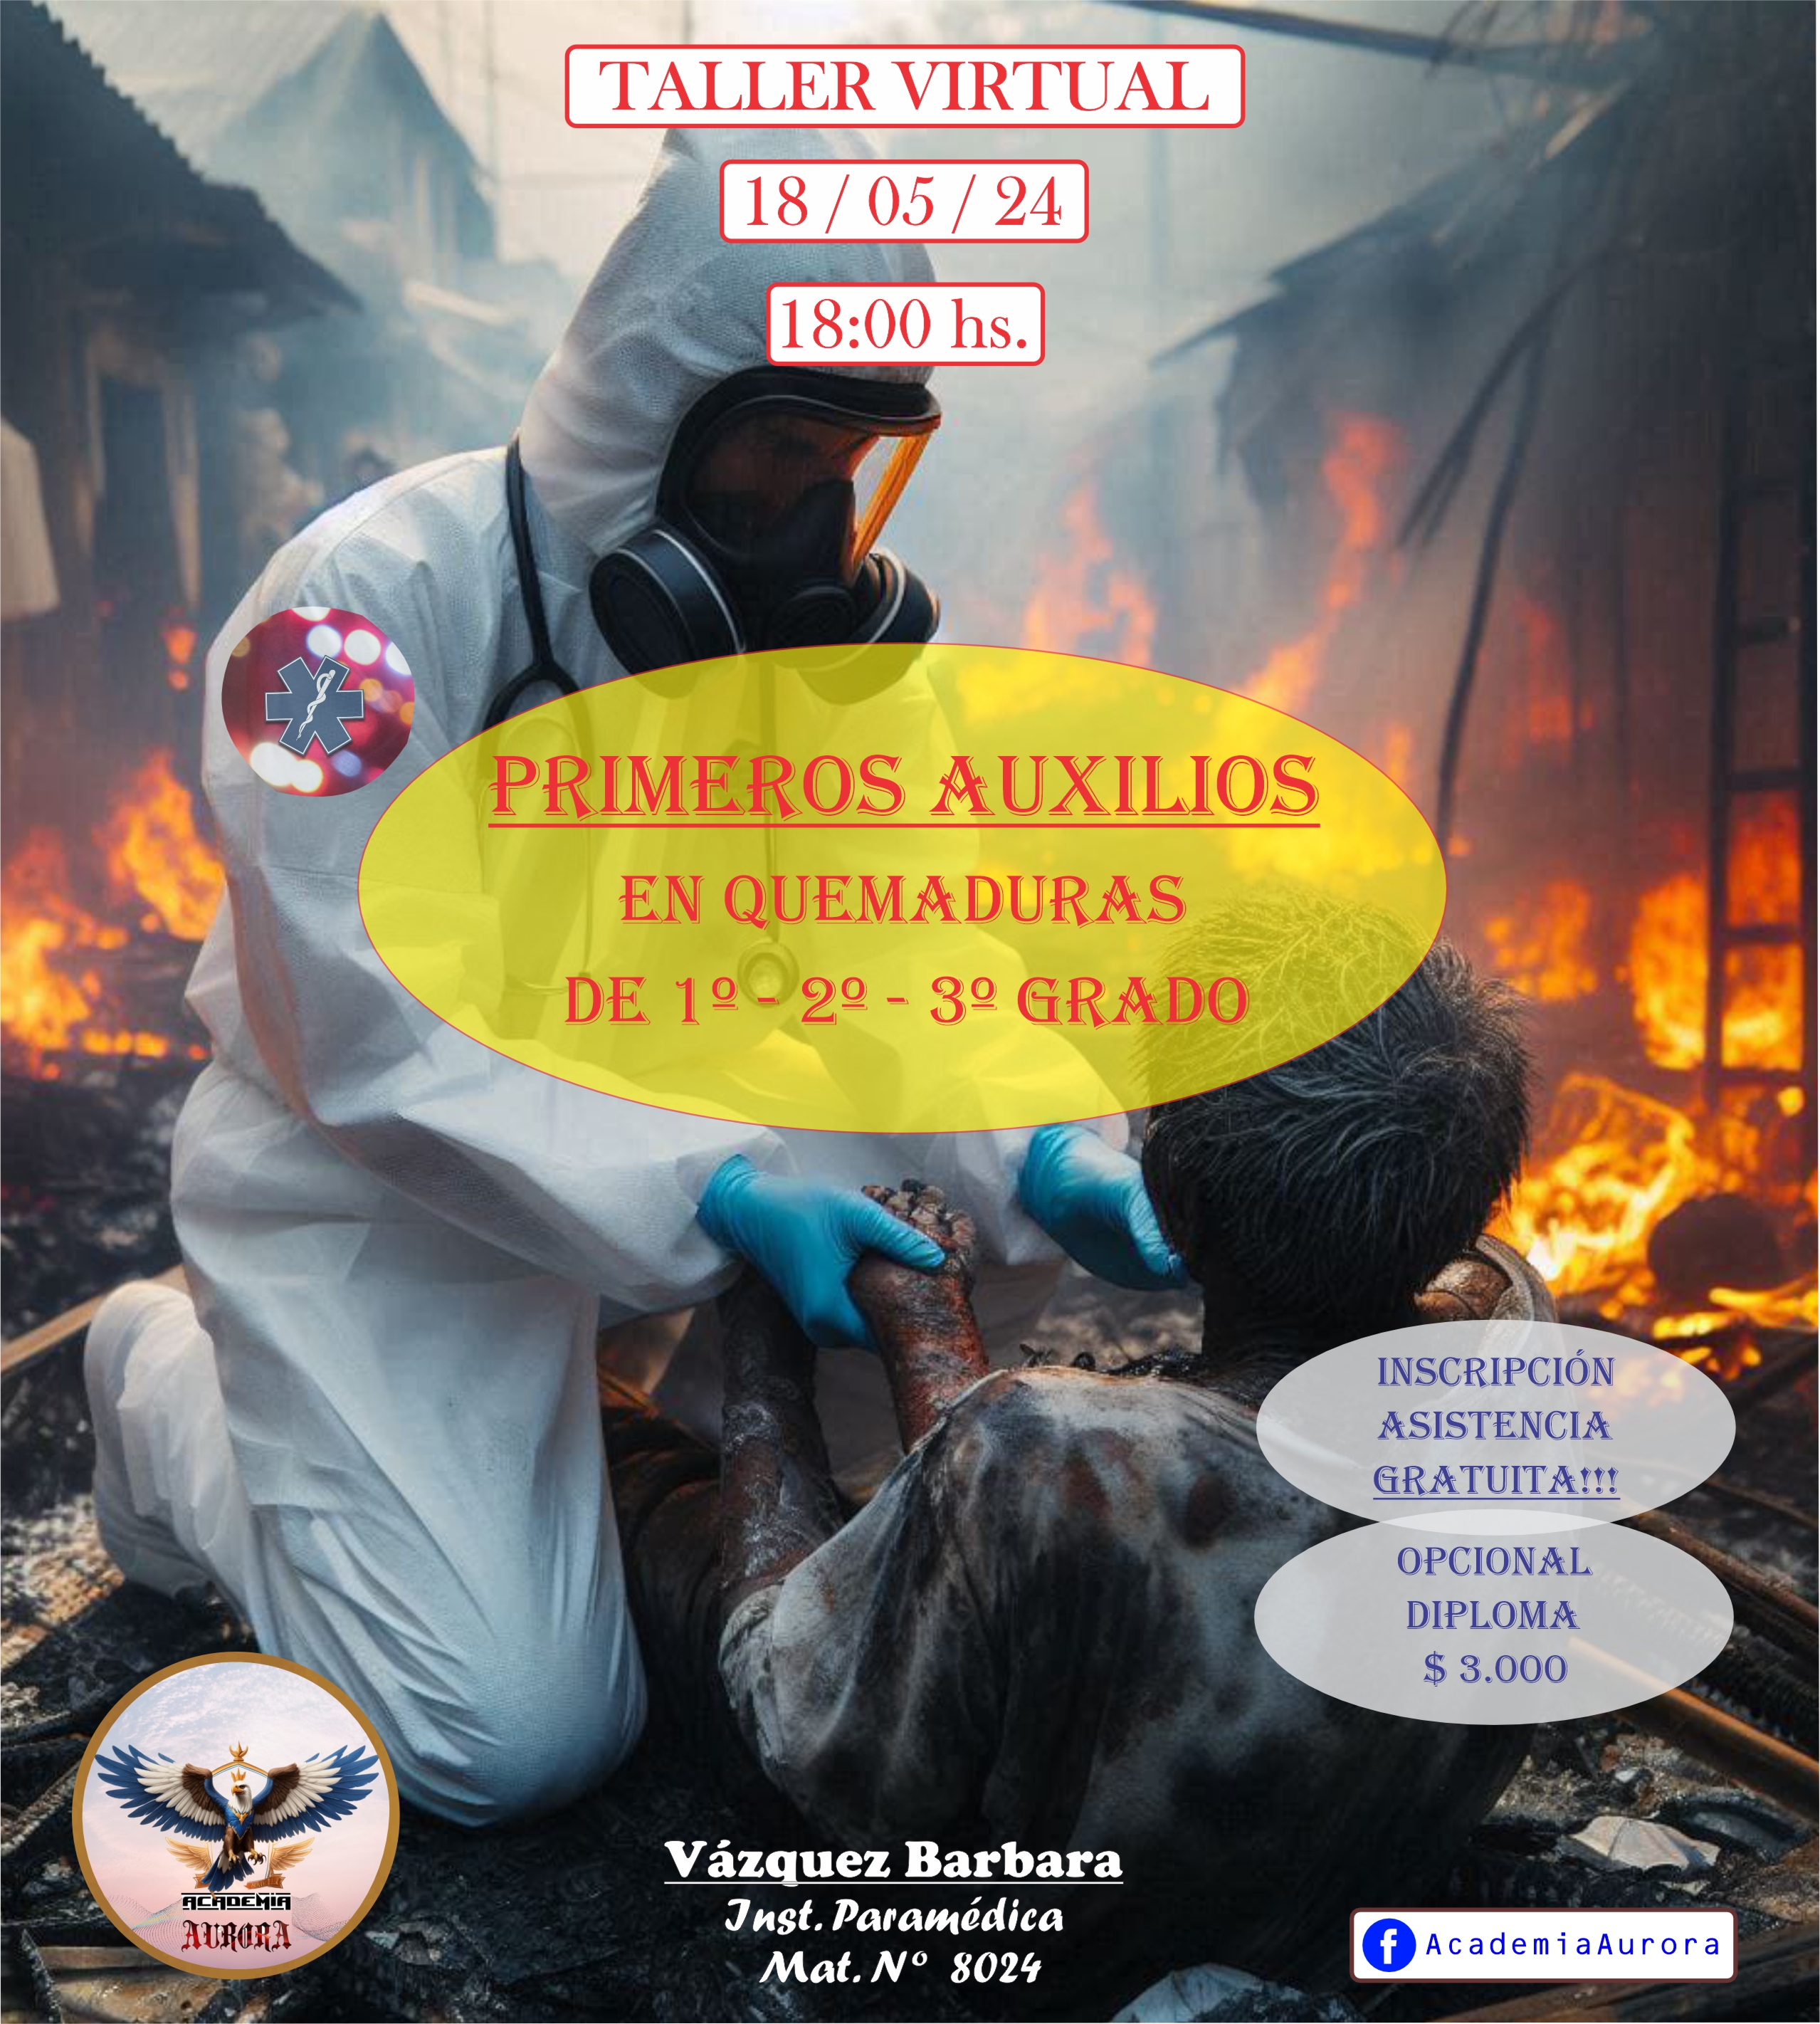 TALLER VIRTUAL
18 / 05 / 24
18:00 hs.
PRIMEROS AUXILIOS
EN QUEMADURAS
DE 1º - 2º - 3º GRADO
INSCRIPCIÓN
ASISTENCIA
GRATUITA!!!
OPCIONAL
DIPLOMA
$ 3.000
ACADEMIA
AURORA
Vázquez Barbara
Inst. Paramédica
Mat. Nº 8024
f AcademiaAurora